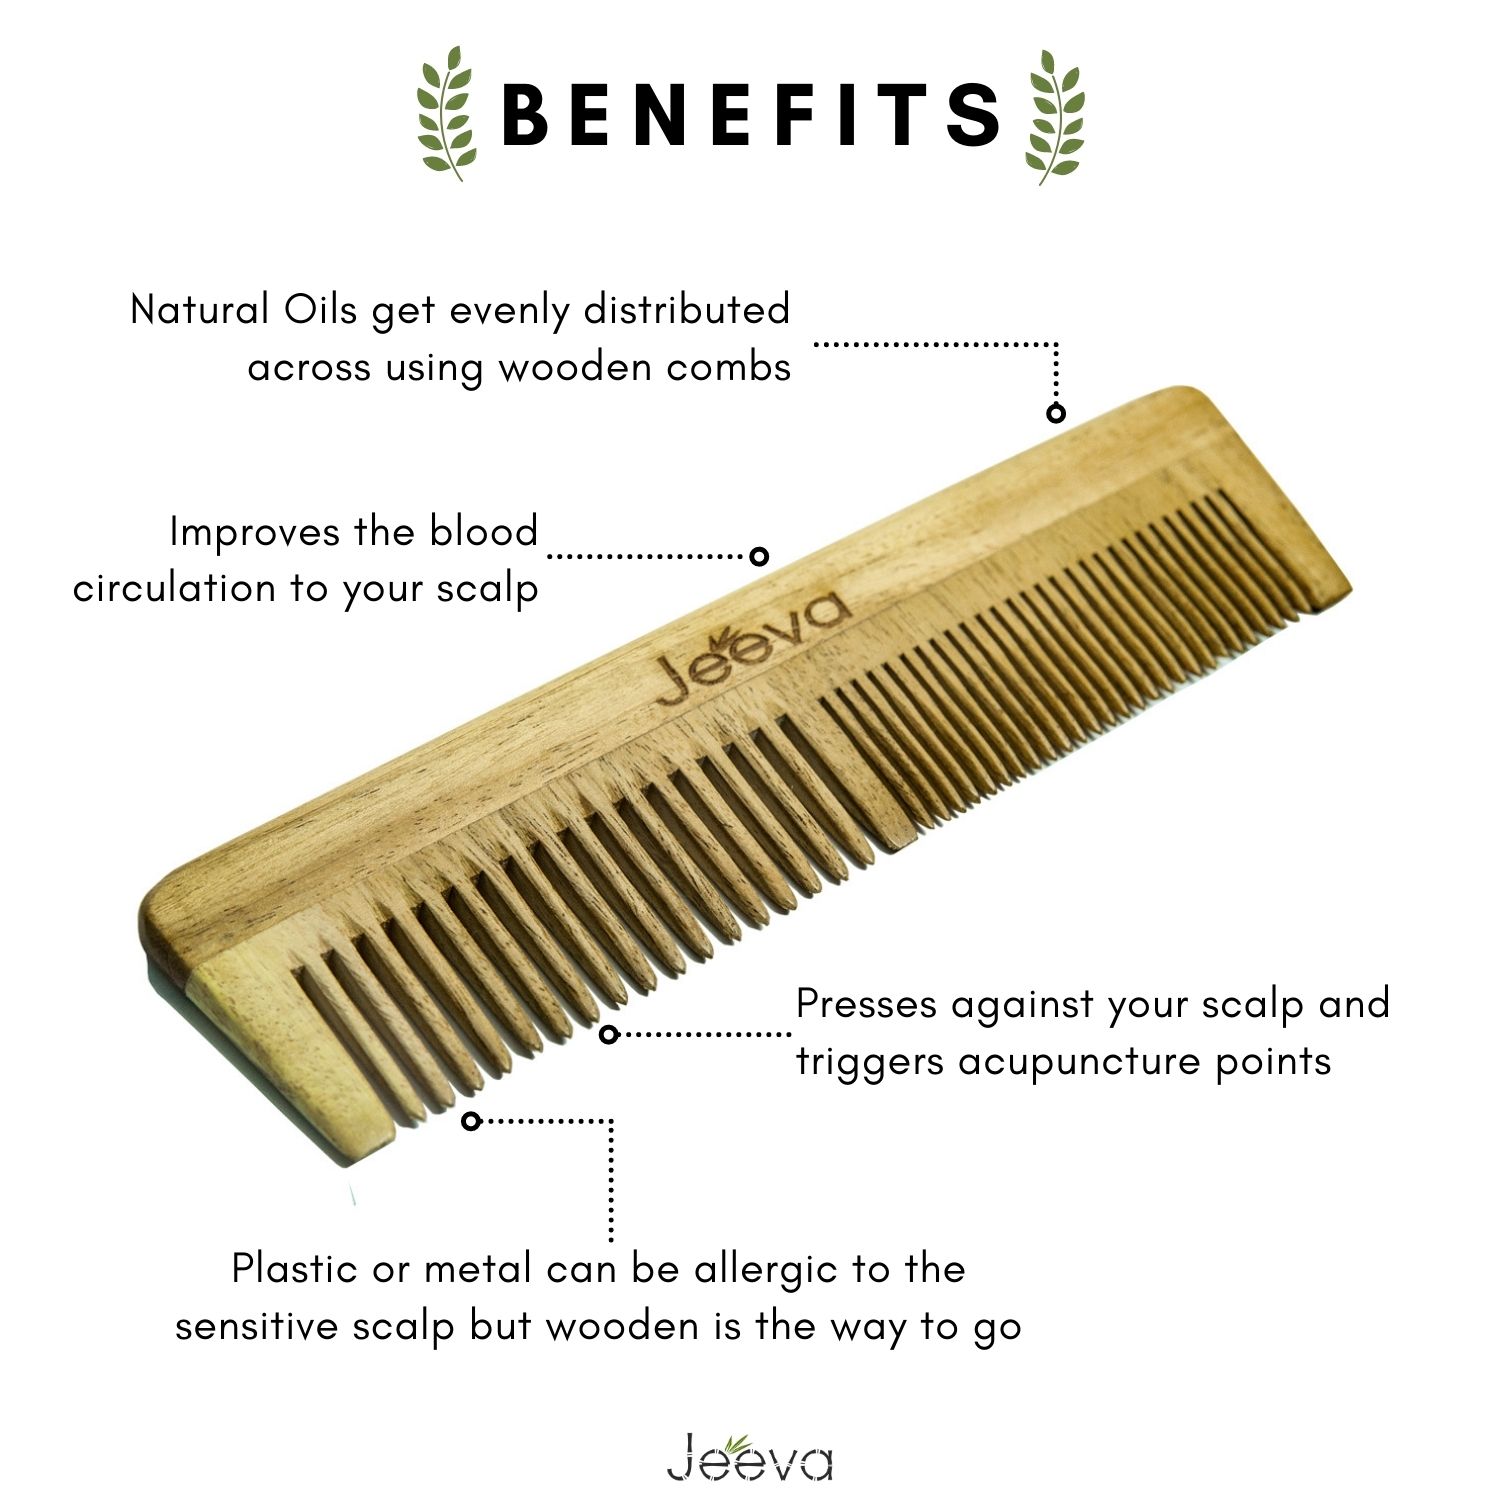 BENEFITS
Natural Oils get evenly distributed
across using wooden combs
Improves the blood
circulation to your scalp
Jeeva
Presses against your scalp and
triggers acupuncture points
Plastic or metal can be allergic to the
sensitive scalp but wooden is the way to go
Jeeva